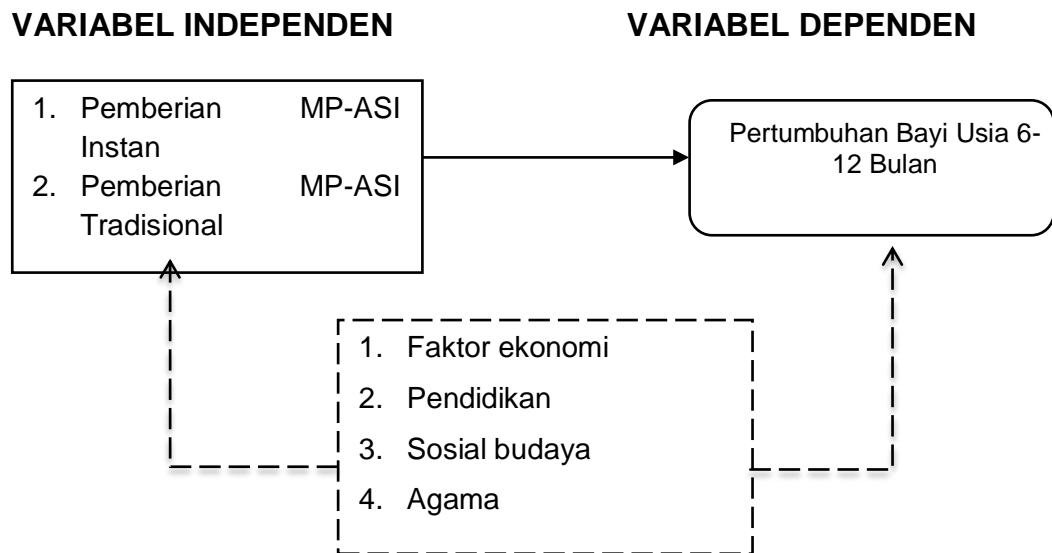 VARIABEL INDEPENDEN
VARIABEL DEPENDEN
1. Pemberian MP-ASI
Instan
2. Pemberian MP-ASI
Tradisional
Pertumbuhan Bayi Usia 6-
12 Bulan
1. Faktor ekonomi
2. Pendidikan
3. Sosial budaya
4. Agama